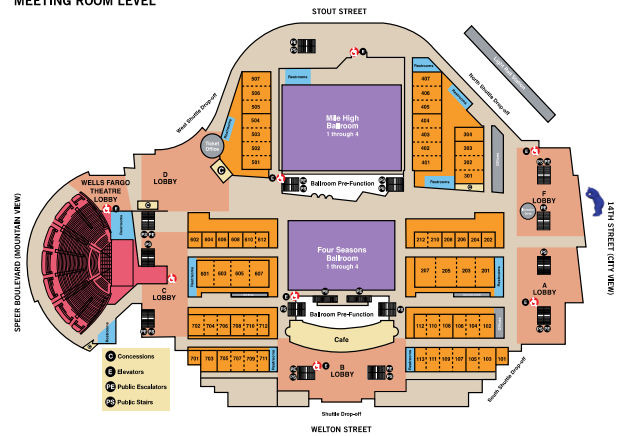 MEETING ROOM LEVEL
STOUT STREET
North Shuttle Drop-off
West Shuttle Drop-off
Restrooms
Restrooms
507
506
505
504
503
502
501
407
406
405
404
403
402
401
304
303
302
301
Mile High
Ballroom
1 through 4
Ticket
Office
Offices
Ballroom Pre-Function
Restrooms
D
LOBBY
WELLS FARGO
THEATRE
LOBBY
F
LOBBY
SPEER BOULEVARD (MOUNTAIN VIEW)
14TH STREET (CITY VIEW)
602 604 606 608 610 612
Four Seasons
Ballroom
1 through 4
212 210 208 206 204 202
601 603 605 607
207 205 203 201
C
LOBBY
A
LOBBY
Ballroom Pre-Function
702 704 706 708 710 712
112 110 108 106 104 102
Cafe
701 703 705 707 709 711
113 111 109 107 105 103 101
B
LOBBY
C Concessions
E Elevators
PE Public Escalators
PS Public Stairs
South Shuttle Drop-off
Shuttle Drop-off
WELTON STREET